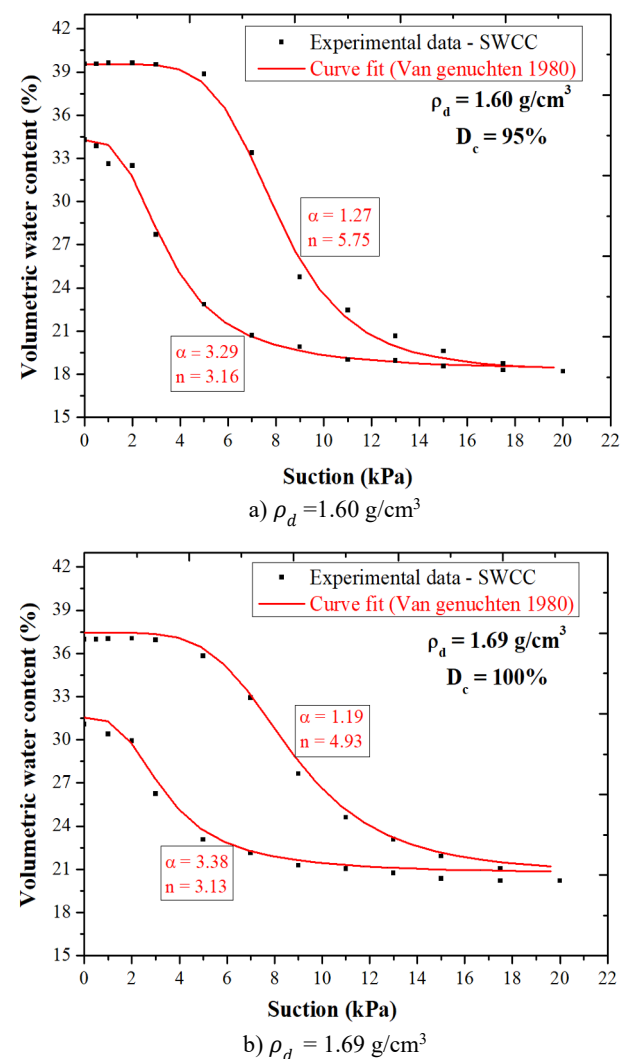 42
39
36
33
30
27
24
21
18
15
Volumetric water content (%)
Experimental data - SWCC
Curve fit (Van genuchten 1980)
ρd = 1.60 g/cm³
Dc = 95%
α = 1.27
n = 5.75
α = 3.29
n = 3.16
0 2 4 6 8 10 12 14 16 18 20 22
Suction (kPa)
a) ρd =1.60 g/cm³
42
39
36
33
30
27
24
21
18
15
Volumetric water content (%)
Experimental data - SWCC
Curve fit (Van genuchten 1980)
ρd = 1.69 g/cm³
Dc = 100%
α = 1.19
n = 4.93
α = 3.38
n = 3.13
0 2 4 6 8 10 12 14 16 18 20 22
Suction (kPa)
b) ρd = 1.69 g/cm³